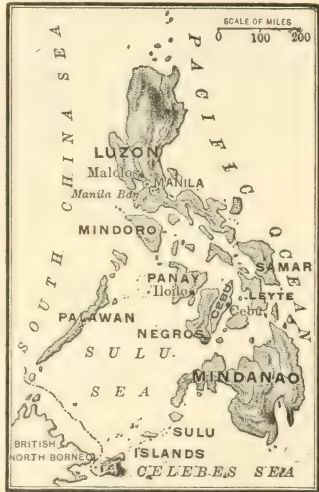 SCALE OF MILES
0 100 200
SOUTH CHINA SEA
PACIFIC OCEAN
LUZON
Malolos
MANILA
Manila Bay
MINDORO
SAMAR
PANAY
Iloilo
CEBU
LEYTE
Cebú
PALAWAN
NEGROS
SULU
SEA
MINDANAO
SULU
ISLANDS
BRITISH
NORTH BORNEO
CELEBES SEA